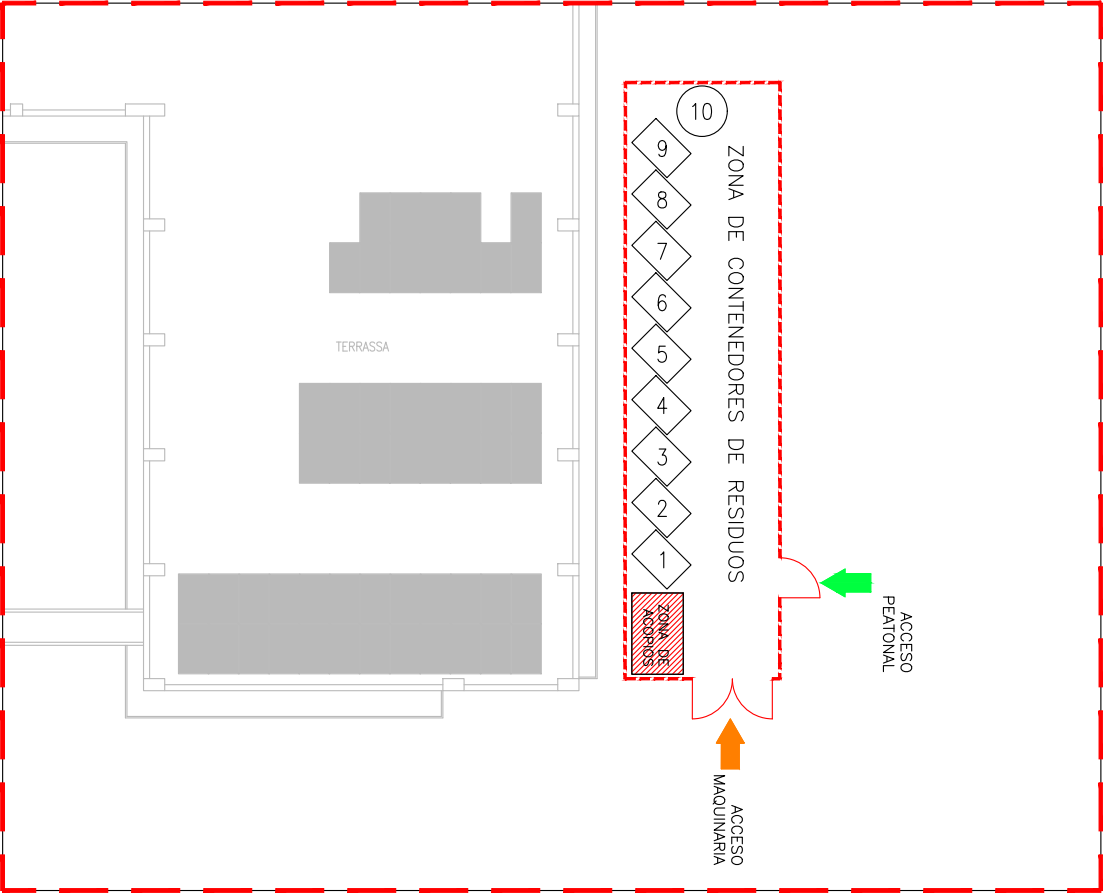 10
9
8
7
6
5
4
3
2
1
ZONA DE CONTENEDORES DE RESIDUOS
TERRASSA
ZONA DE
ACOPIOS
ACCESO
PEATONAL
ACCESO
MAQUINARIA